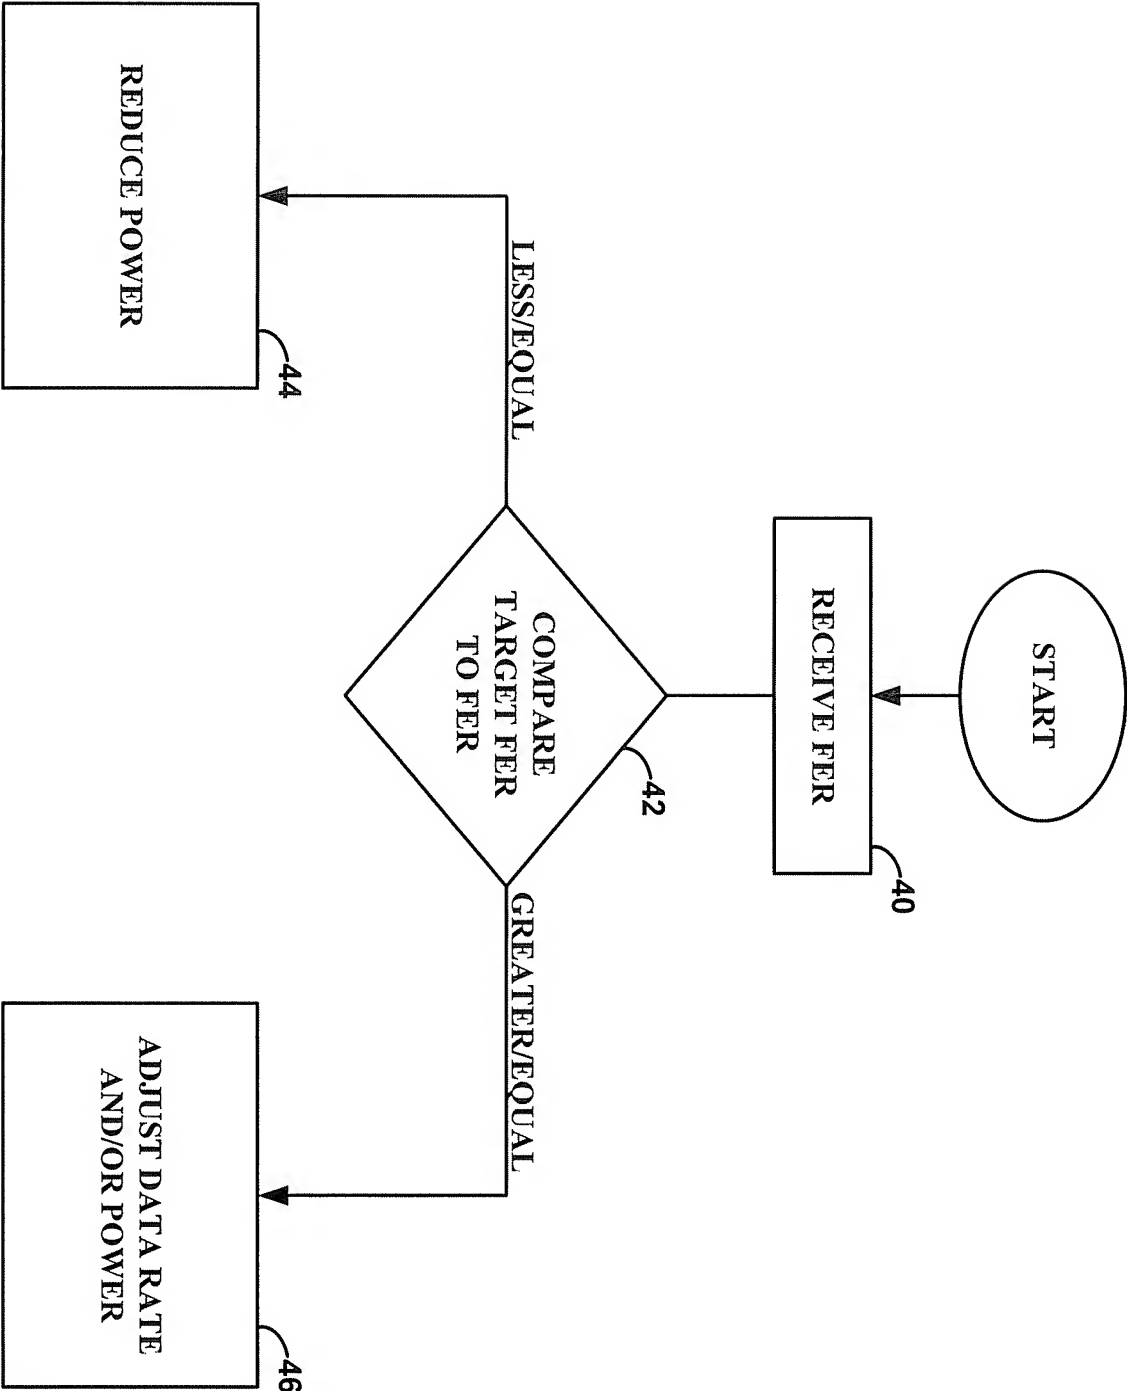 START
RECEIVE FER
40
COMPARE
TARGET FER
TO FER
42
LESS/EQUAL
GREATER/EQUAL
REDUCE POWER
44
ADJUST DATA RATE
AND/OR POWER
46